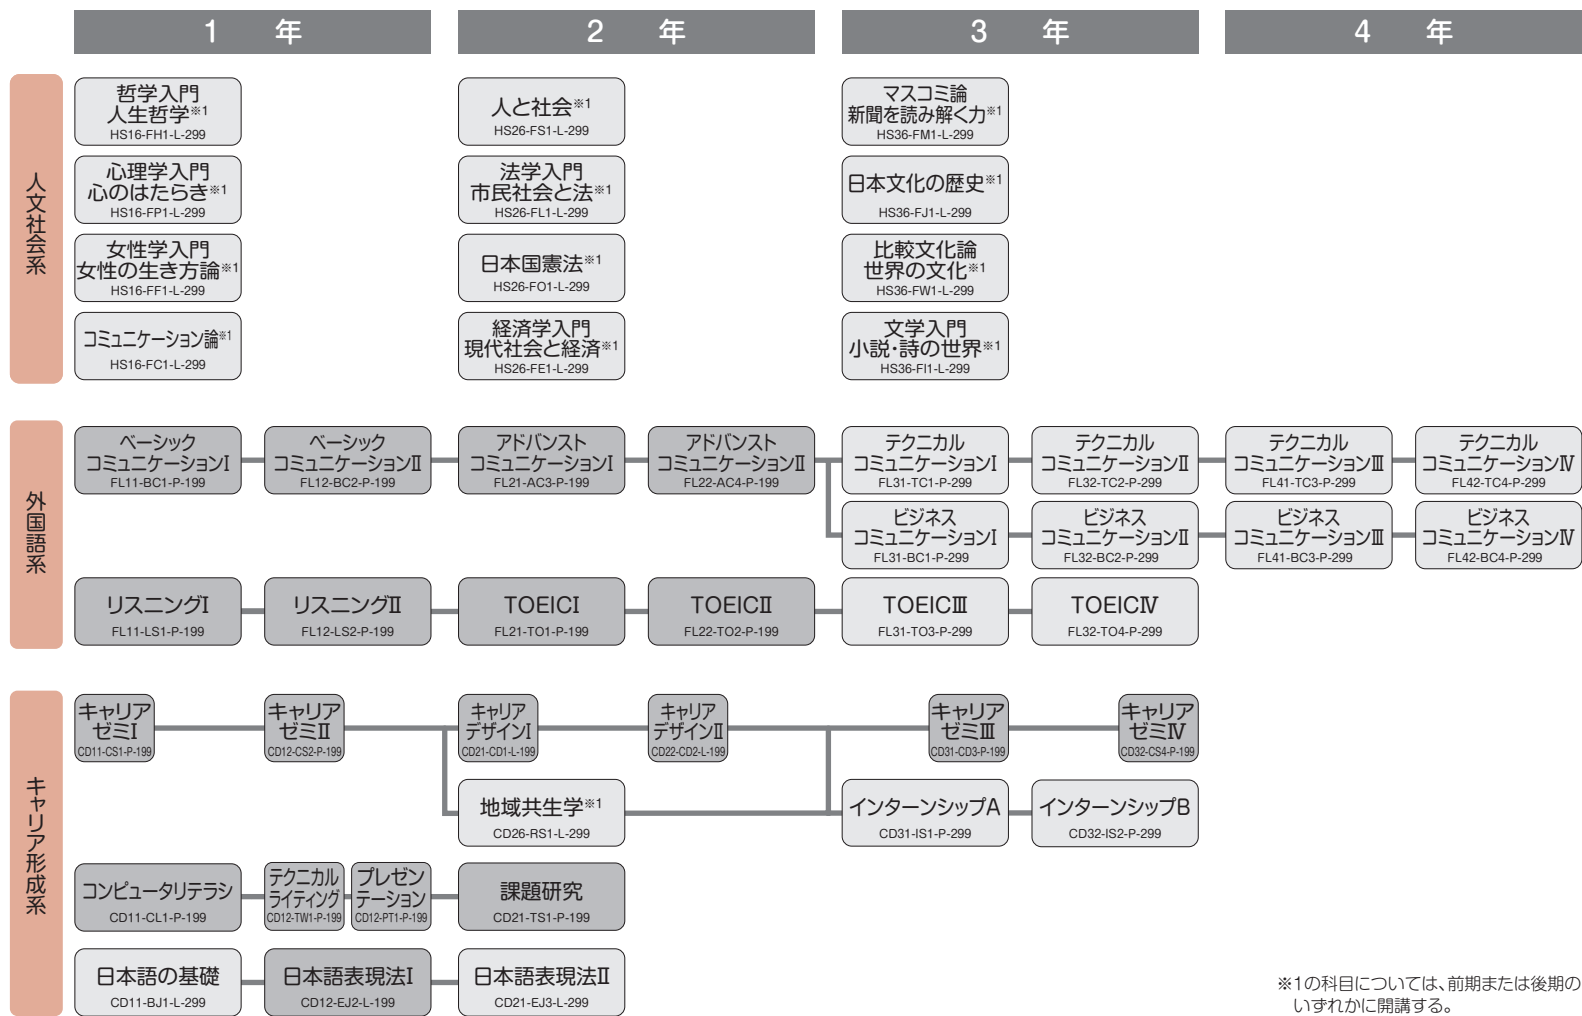 1 年
2 年
3 年
4 年
人文社会系
哲学入門
人生哲学※1
HS16-FH1-L-299
人と社会※1
HS26-FS1-L-299
マスコミ論
新聞を読み解く力※1
HS36-FM1-L-299
心理学入門
心のはたらき※1
HS16-FP1-L-299
法学入門
市民社会と法※1
HS26-FL1-L-299
日本文化の歴史※1
HS36-FJ1-L-299
女性学入門
女性の生き方論※1
HS16-FF1-L-299
日本国憲法※1
HS26-FO1-L-299
比較文化論
世界の文化※1
HS36-FW1-L-299
コミュニケーション論※1
HS16-FC1-L-299
経済学入門
現代社会と経済※1
HS26-FE1-L-299
文学入門
小説・詩の世界※1
HS36-FI1-L-299
外国語系
ベーシック
コミュニケーションⅠ
FL11-BC1-P-199
ベーシック
コミュニケーションⅡ
FL12-BC2-P-199
アドバンスト
コミュニケーションⅠ
FL21-AC3-P-199
アドバンスト
コミュニケーションⅡ
FL22-AC4-P-199
テクニカル
コミュニケーションⅠ
FL31-TC1-P-299
テクニカル
コミュニケーションⅡ
FL32-TC2-P-299
テクニカル
コミュニケーションⅢ
FL41-TC3-P-299
テクニカル
コミュニケーションⅣ
FL42-TC4-P-299
ビジネス
コミュニケーションⅠ
FL31-BC1-P-299
ビジネス
コミュニケーションⅡ
FL32-BC2-P-299
ビジネス
コミュニケーションⅢ
FL41-BC3-P-299
ビジネス
コミュニケーションⅣ
FL42-BC4-P-299
リスニングⅠ
FL11-LS1-P-199
リスニングⅡ
FL12-LS2-P-199
TOEICⅠ
FL21-TO1-P-199
TOEICⅡ
FL22-TO2-P-199
TOEICⅢ
FL31-TO3-P-299
TOEICⅣ
FL32-TO4-P-299
キャリア形成系
キャリア
ゼミⅠ
CD11-CS1-P-199
キャリア
ゼミⅡ
CD12-CS2-P-199
キャリア
デザインⅠ
CD21-CD1-L-199
キャリア
デザインⅡ
CD22-CD2-L-199
キャリア
ゼミⅢ
CD31-CD3-P-199
キャリア
ゼミⅣ
CD32-CS4-P-199
地域共生学※1
CD26-RS1-L-299
インターンシップA
CD31-IS1-P-299
インターンシップB
CD32-IS2-P-299
コンピュータリテラシ
CD11-CL1-P-199
テクニカル
ライティング
CD12-TW1-P-199
プレゼン
テーション
CD12-PT1-P-199
課題研究
CD21-TS1-P-199
日本語の基礎
CD11-BJ1-L-299
日本語表現法Ⅰ
CD12-EJ2-L-199
日本語表現法Ⅱ
CD21-EJ3-L-299
※1の科目については、前期または後期の
いずれかに開講する。